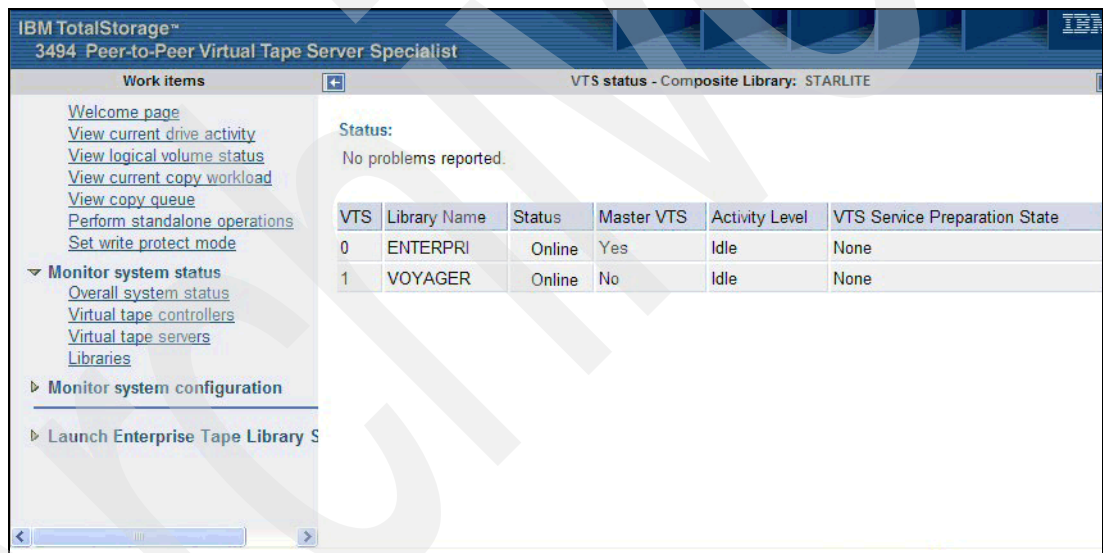 IBM TotalStorage™
3494 Peer-to-Peer Virtual Tape Server Specialist
IBM
Work items
VTS status - Composite Library: STARLITE
Welcome page
View current drive activity
View logical volume status
View current copy workload
View copy queue
Perform standalone operations
Set write protect mode
Monitor system status
Overall system status
Virtual tape controllers
Virtual tape servers
Libraries
Monitor system configuration
Launch Enterprise Tape Library S
Status:
No problems reported.
VTS Library Name Status Master VTS Activity Level VTS Service Preparation State
0 ENTERPRI Online Yes Idle None
1 VOYAGER Online No Idle None